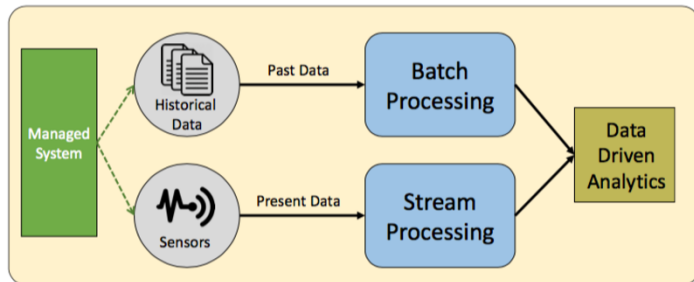 Managed
System
Historical
Data
Past Data
Batch
Processing
Sensors
Present Data
Stream
Processing
Data
Driven
Analytics